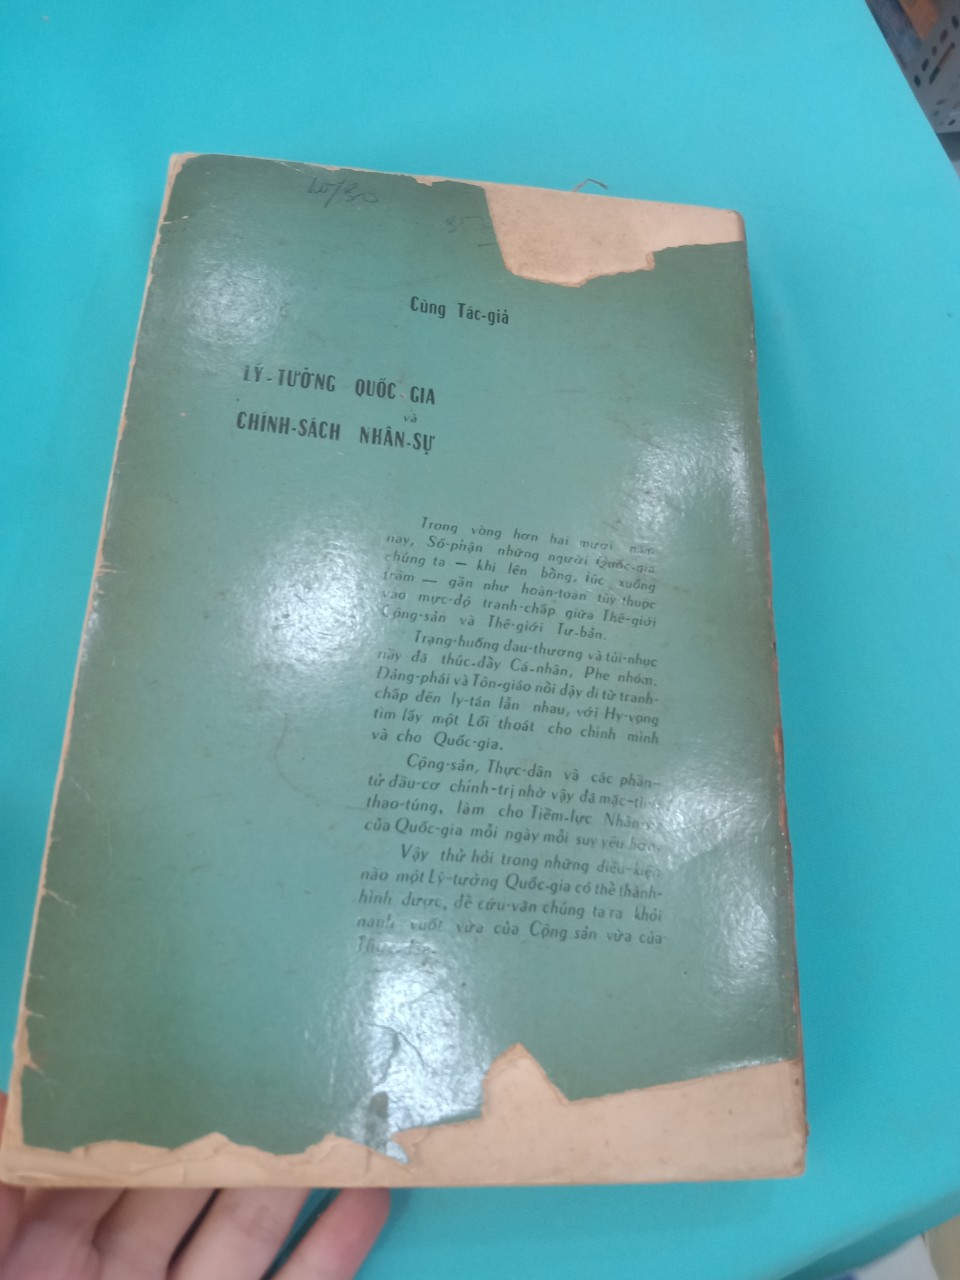 Cùng Tác-giả
LÝ-TƯỞNG QUỐC-GIA
và
CHÍNH-SÁCH NHÂN-SỰ
Trong vòng hơn hai mươi năm
nay, Số-phận những người Quốc-gia
chúng ta — khi lên bổng, lúc xuống
trầm — gần như hoàn-toàn tùy thuộc
vào mực-độ tranh-chấp giữa Thế-giới
Cộng-sản và Thế-giới Tư-bản.
Trạng-huống đau-thương và tủi-nhục
nầy đã thúc-đẩy Cá-nhân, Phe nhóm,
Đảng-phái và Tôn-giáo nổi dậy đi từ tranh-
chấp đến ly-tán lẫn nhau, với Hy-vọng
tìm lấy một Lối thoát cho chính mình
và cho Quốc-gia.
Cộng-sản, Thực-dân và các phần-
tử đầu-cơ chính-trị nhờ vậy đã mặc-tình
thao-túng, làm cho Tiềm-lực
của Quốc-gia mỗi ngày mỗi suy yếu hơn.
Vậy thử hỏi trong những điều-kiện
nào một Lý-tưởng Quốc-gia có thể thành-
hình được, để cứu-vãn chúng ta ra khỏi
nanh vuốt vừa của Cộng sản vừa của